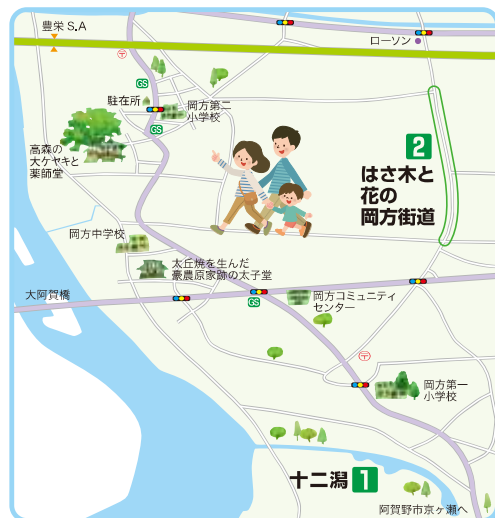 豊栄 S.A
ローソン
〒
GS
駐在所
岡方第二
小学校
GS
高森の
大ケヤキと
薬師堂
2
はさ木と
花の
岡方街道
岡方中学校
太丘焼を生んだ
豪農原家跡の太子堂
大阿賀橋
GS
岡方コミュニティ
センター
〒
岡方第一
小学校
十二潟 1
阿賀野市京ヶ瀬へ